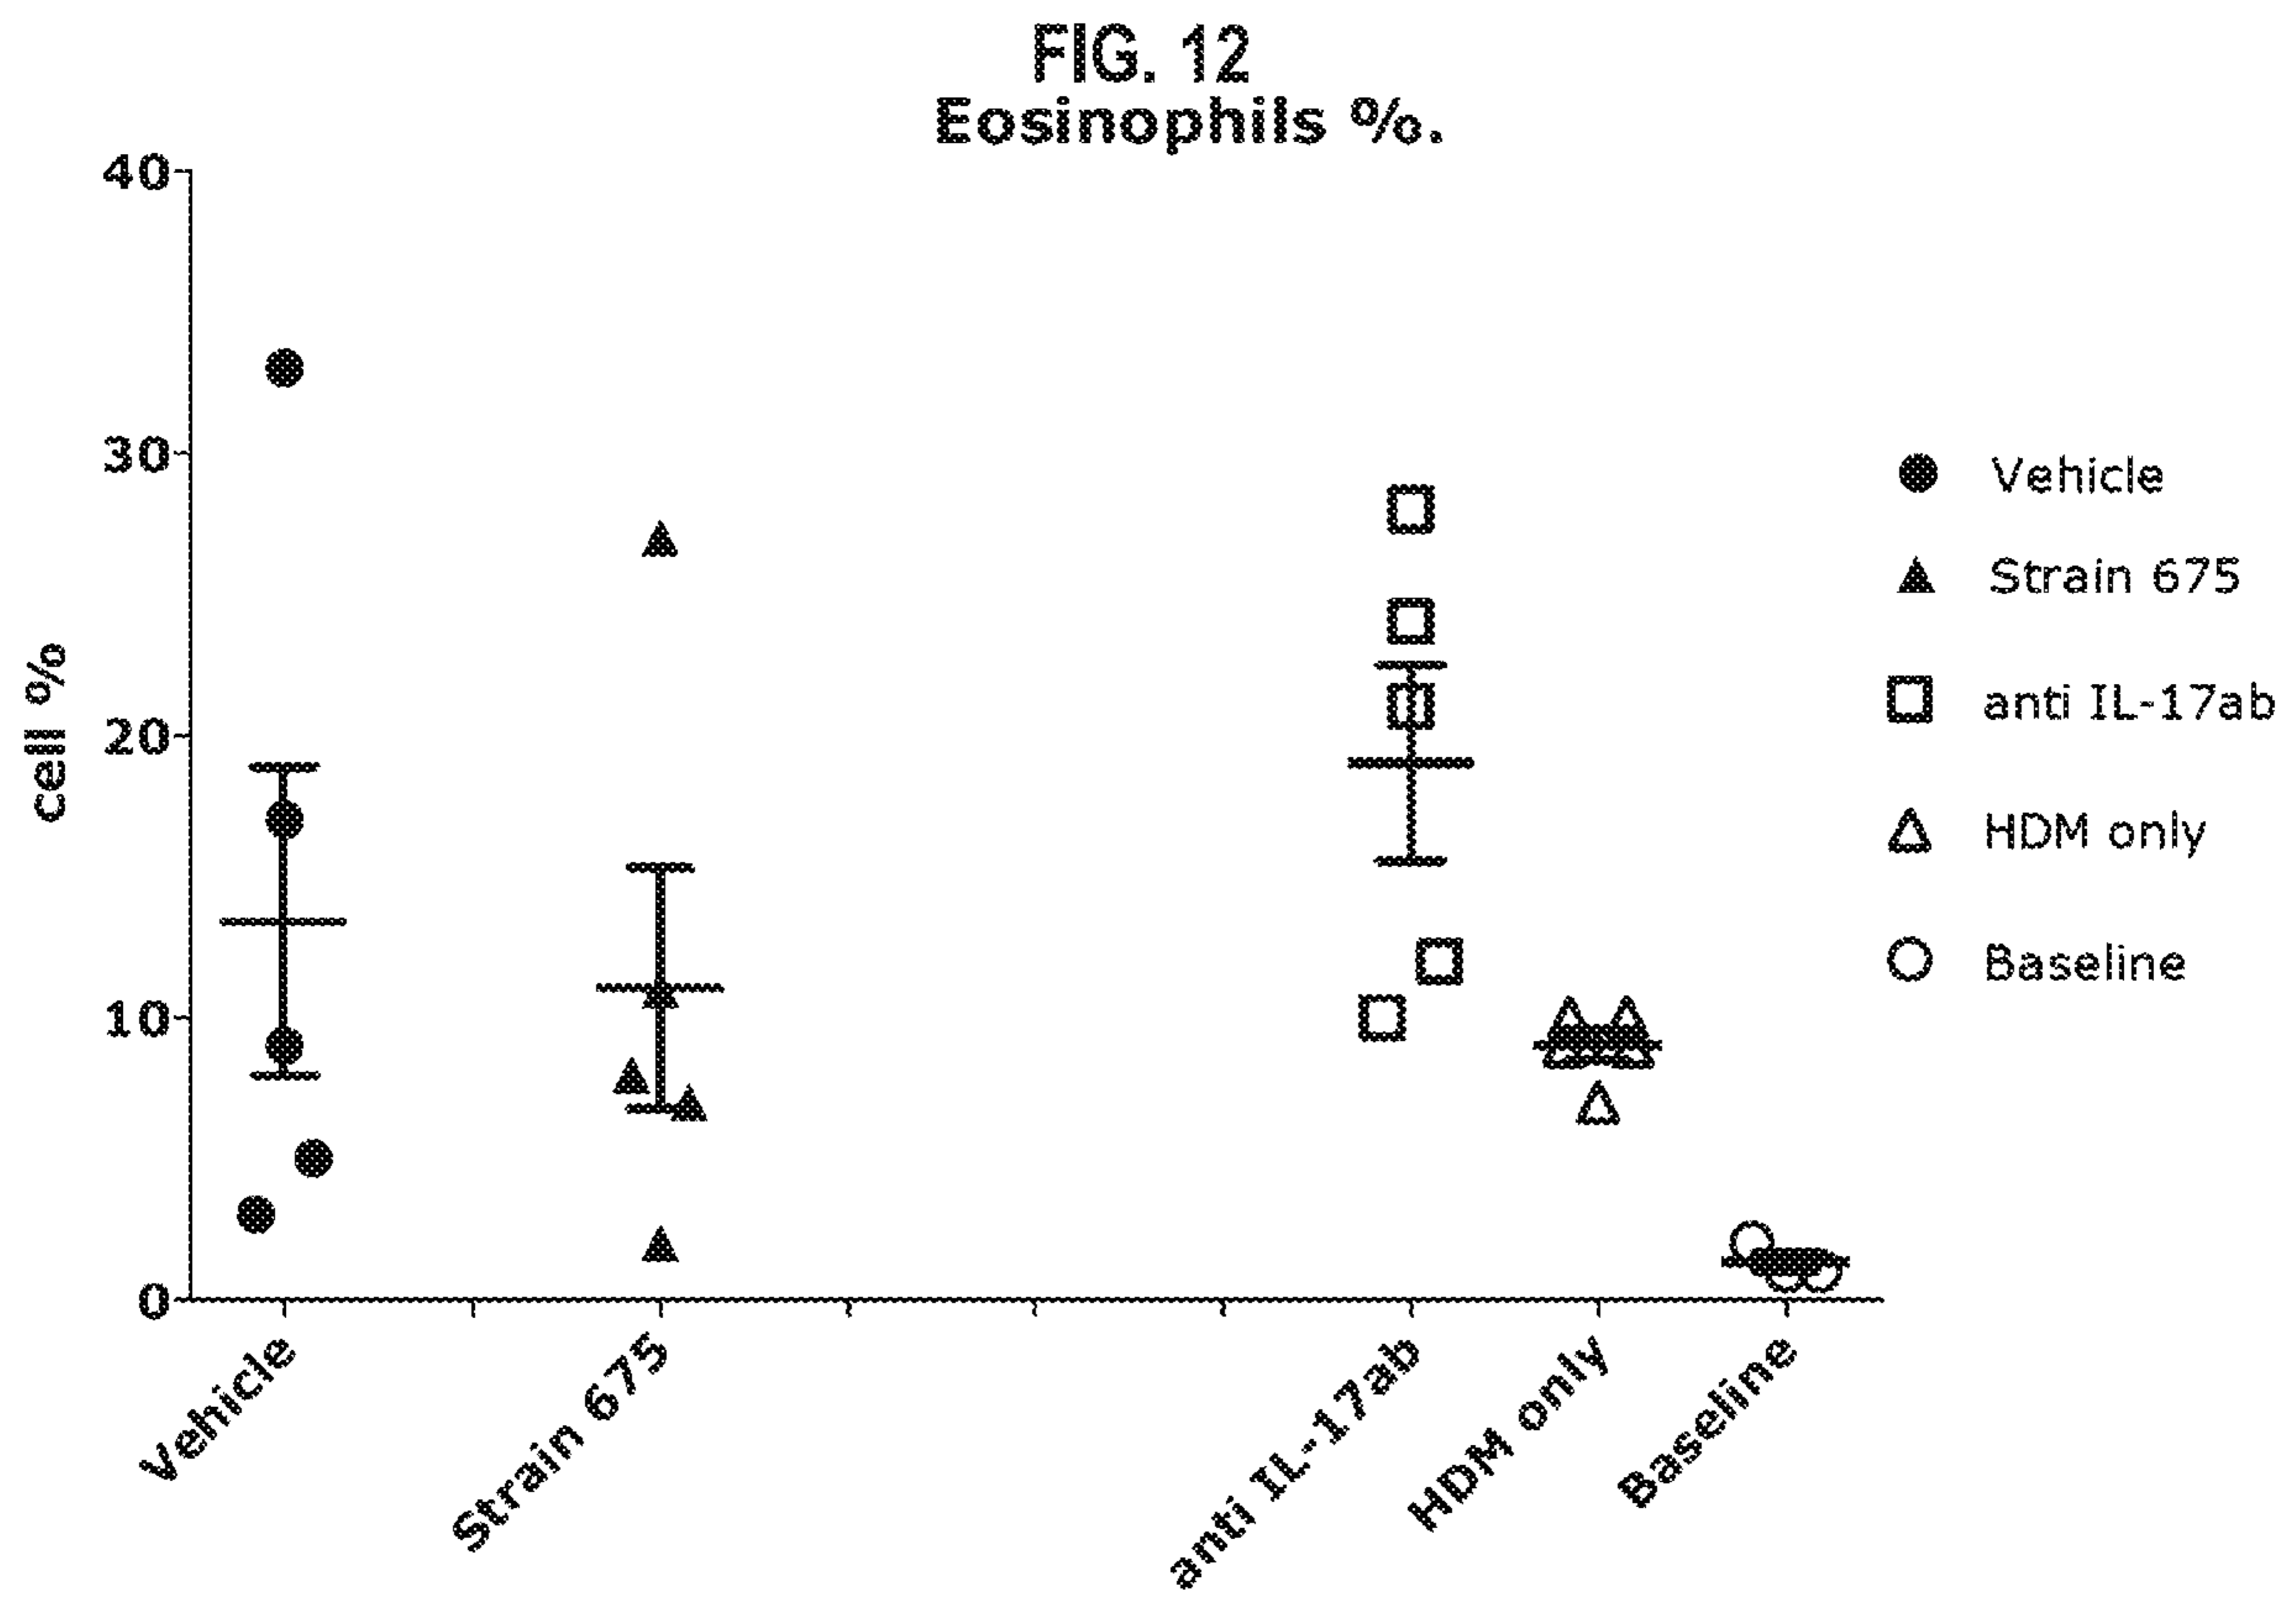 FIG. 12
Eosinophils %.
40
30
20
10
0
cell %
Vehicle
Strain 675
anti IL-17ab
HDM only
Baseline
Vehicle
Strain 675
anti IL-17ab
HDM only
Baseline